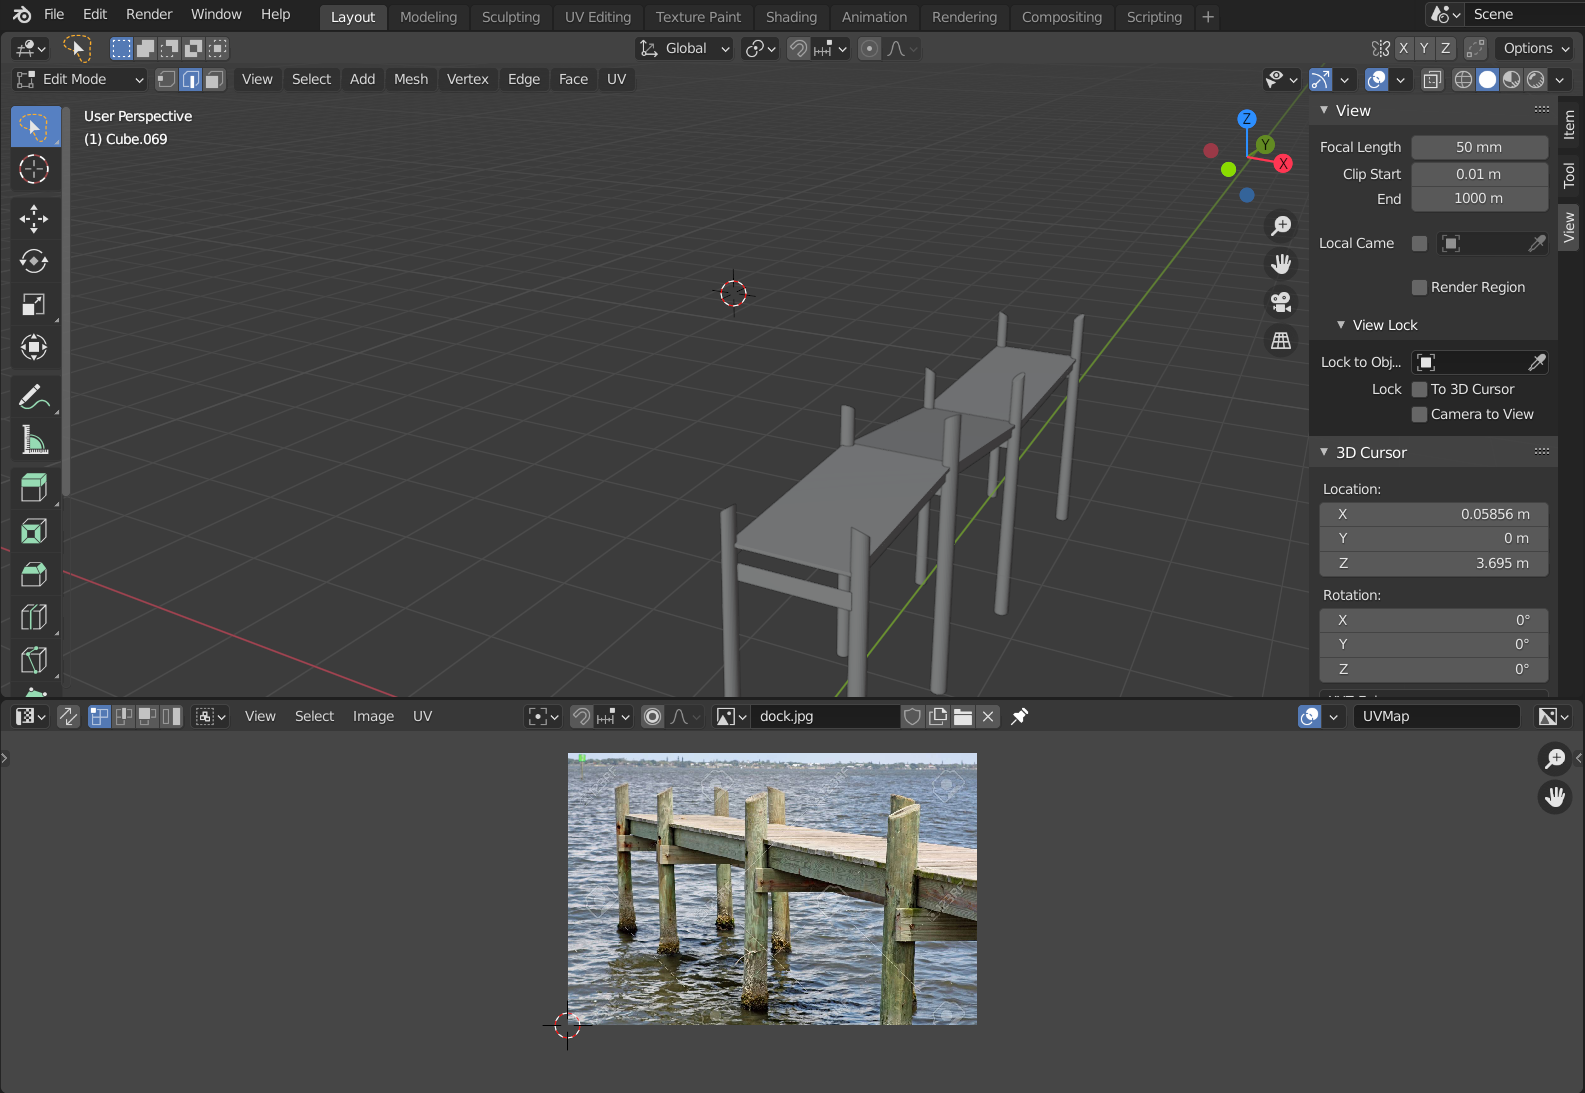 File Edit Render Window Help Layout Modeling Sculpting UV Editing Texture Paint Shading Animation Rendering Compositing Scripting + Scene
Global X Y Z Options
Edit Mode View Select Add Mesh Vertex Edge Face UV
User Perspective
(1) Cube.069
Z
Y
X
View
Focal Length 50 mm
Clip Start 0.01 m
End 1000 m
Local Came
Render Region
View Lock
Lock to Obj...
Lock To 3D Cursor
Camera to View
3D Cursor
Location:
X 0.05856 m
Y 0 m
Z 3.695 m
Rotation:
X 0°
Y 0°
Z 0°
Item
Tool
View
View Select Image UV dock.jpg UVMap